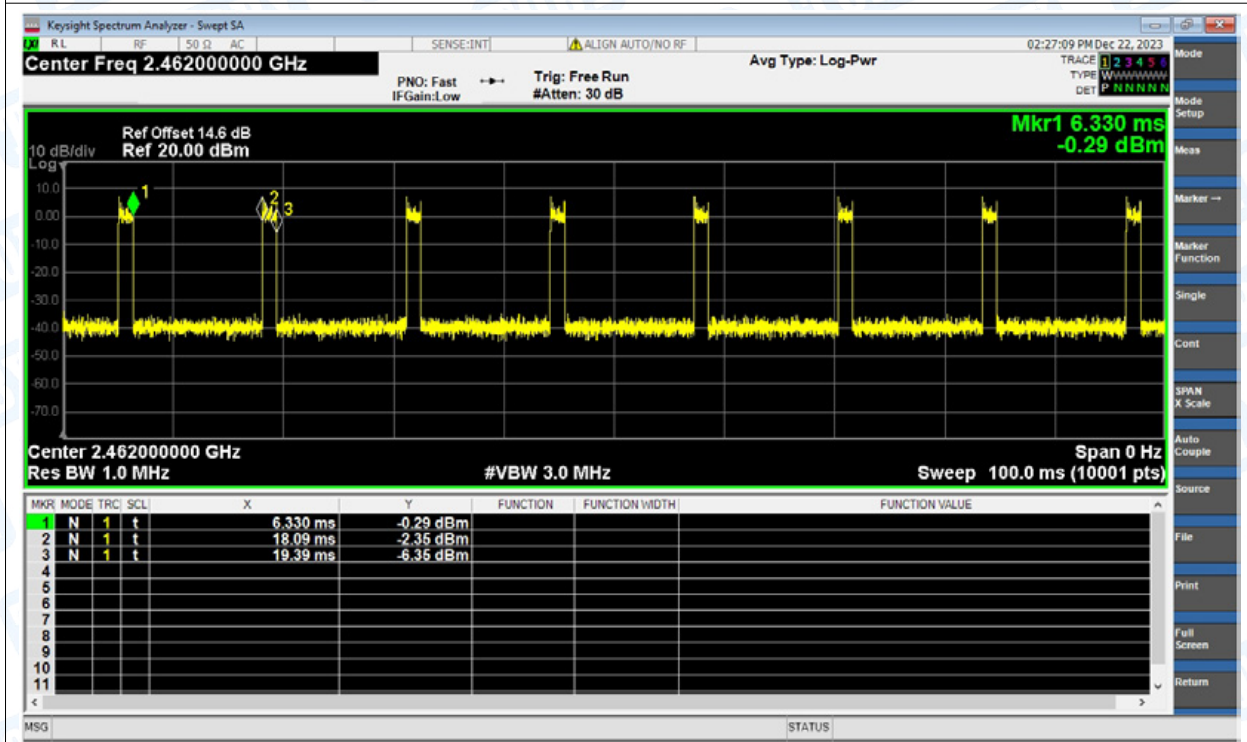 Keysight Spectrum Analyzer - Swept SA
RL RF 50 Ω AC SENSE:INT ALIGN AUTO/NO RF 02:27:09 PM Dec 22, 2023
Center Freq 2.462000000 GHz
PNO: Fast
IFGain:Low
Trig: Free Run
#Atten: 30 dB
Avg Type: Log-Pwr
TRACE 1 2 3 4 5 6
TYPE WWWWWW
DET P N N N N N
Ref Offset 14.6 dB
10 dB/div Ref 20.00 dBm
Log
Mkr1 6.330 ms
-0.29 dBm
10.0
0.00
-10.0
-20.0
-30.0
-40.0
-50.0
-60.0
-70.0
1
2
3
Center 2.462000000 GHz Span 0 Hz
Res BW 1.0 MHz #VBW 3.0 MHz Sweep 100.0 ms (10001 pts)
MKR MODE TRC SCL X Y FUNCTION FUNCTION WIDTH FUNCTION VALUE
1 N 1 t 6.330 ms -0.29 dBm
2 N 1 t 18.09 ms -2.35 dBm
3 N 1 t 19.39 ms -6.35 dBm
4
5
6
7
8
9
10
11
MSG STATUS
Mode
Mode
Setup
Meas
Marker →
Marker
Function
Single
Cont
SPAN
X Scale
Auto
Couple
Source
File
Print
Full
Screen
Return